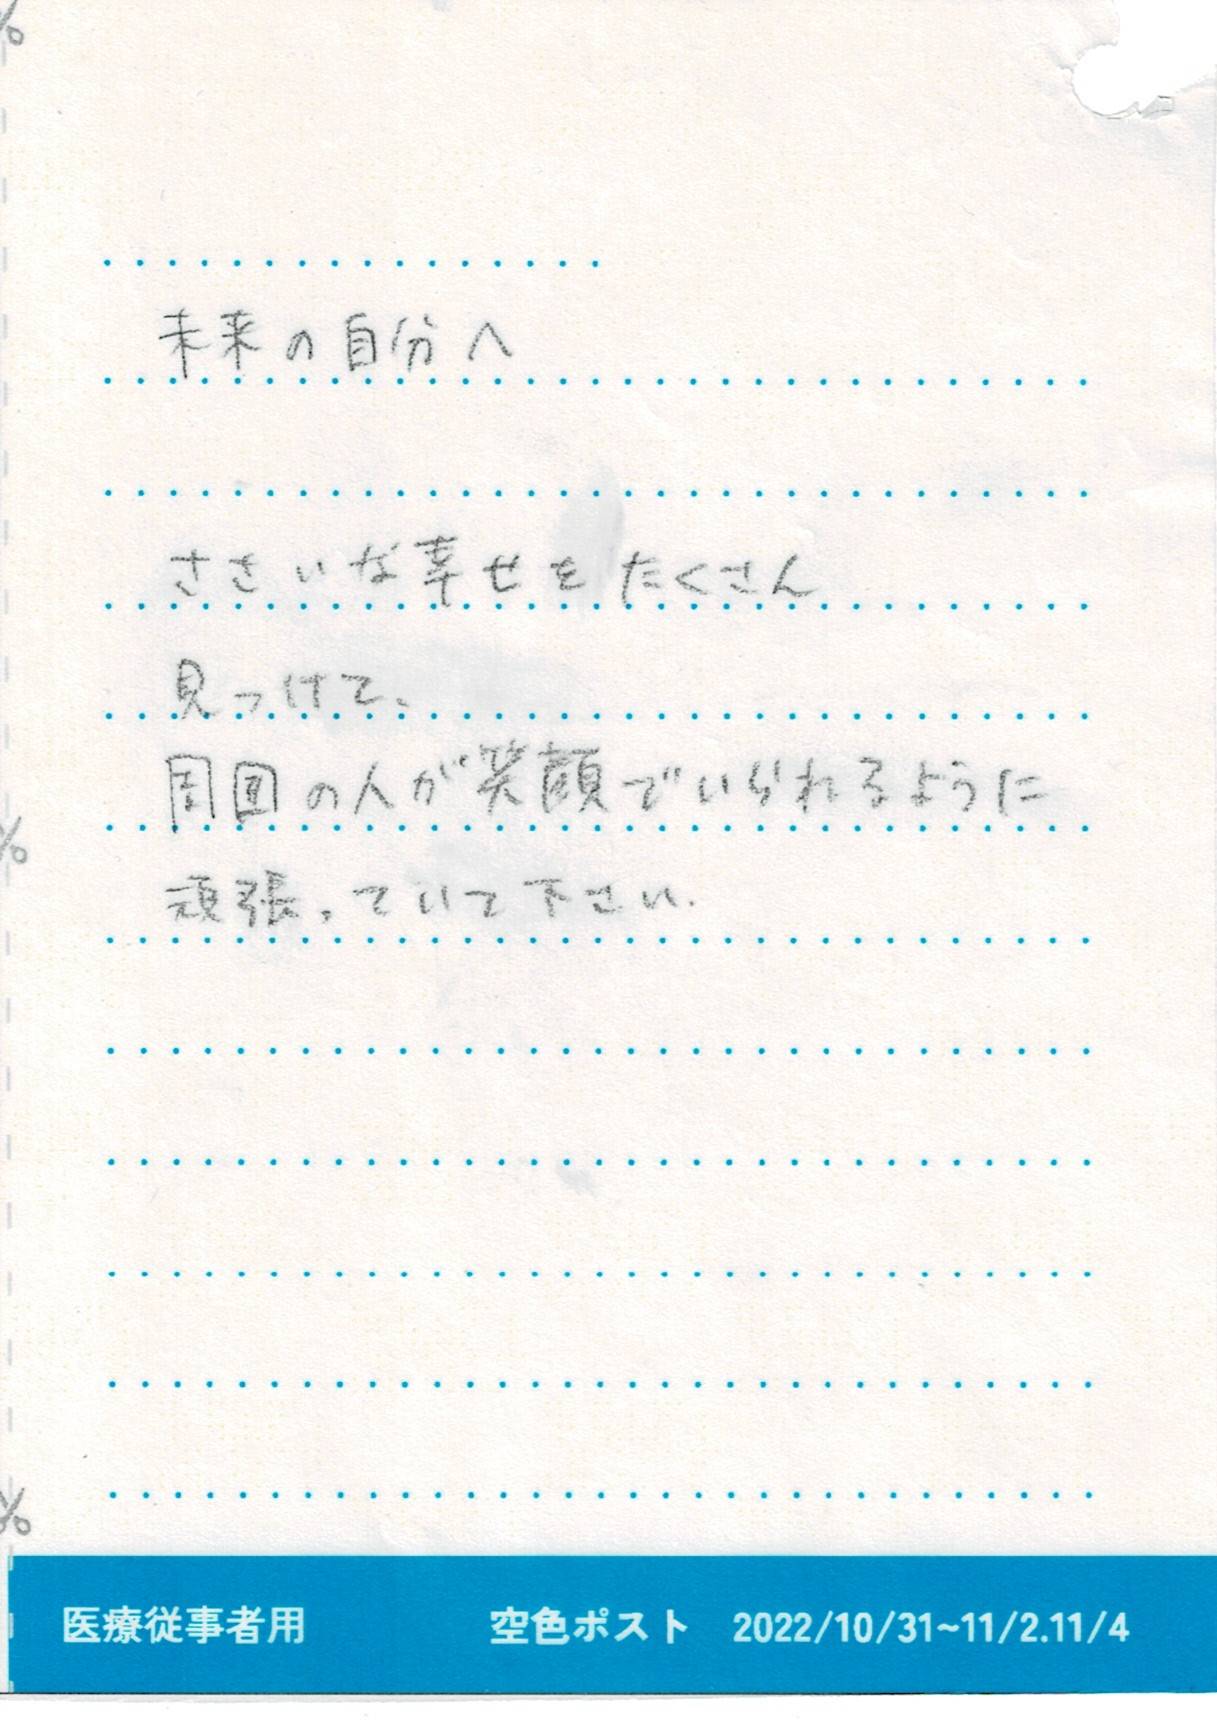 未来の自分へ
ささいな幸せをたくさん
見つけて、
周囲の人が笑顔でいられるように
頑張っていて下さい.
医療従事者用 空色ポスト 2022/10/31~11/2.11/4